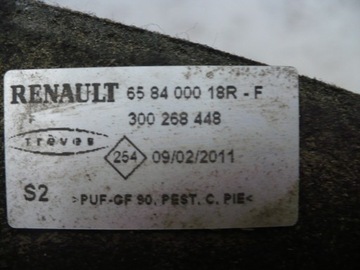 RENAULT 65 84 000 18R - F
300 268 448
Trèves
264 09/02/2011
S2 >PUF-GF 90, PEST, C, PIE<